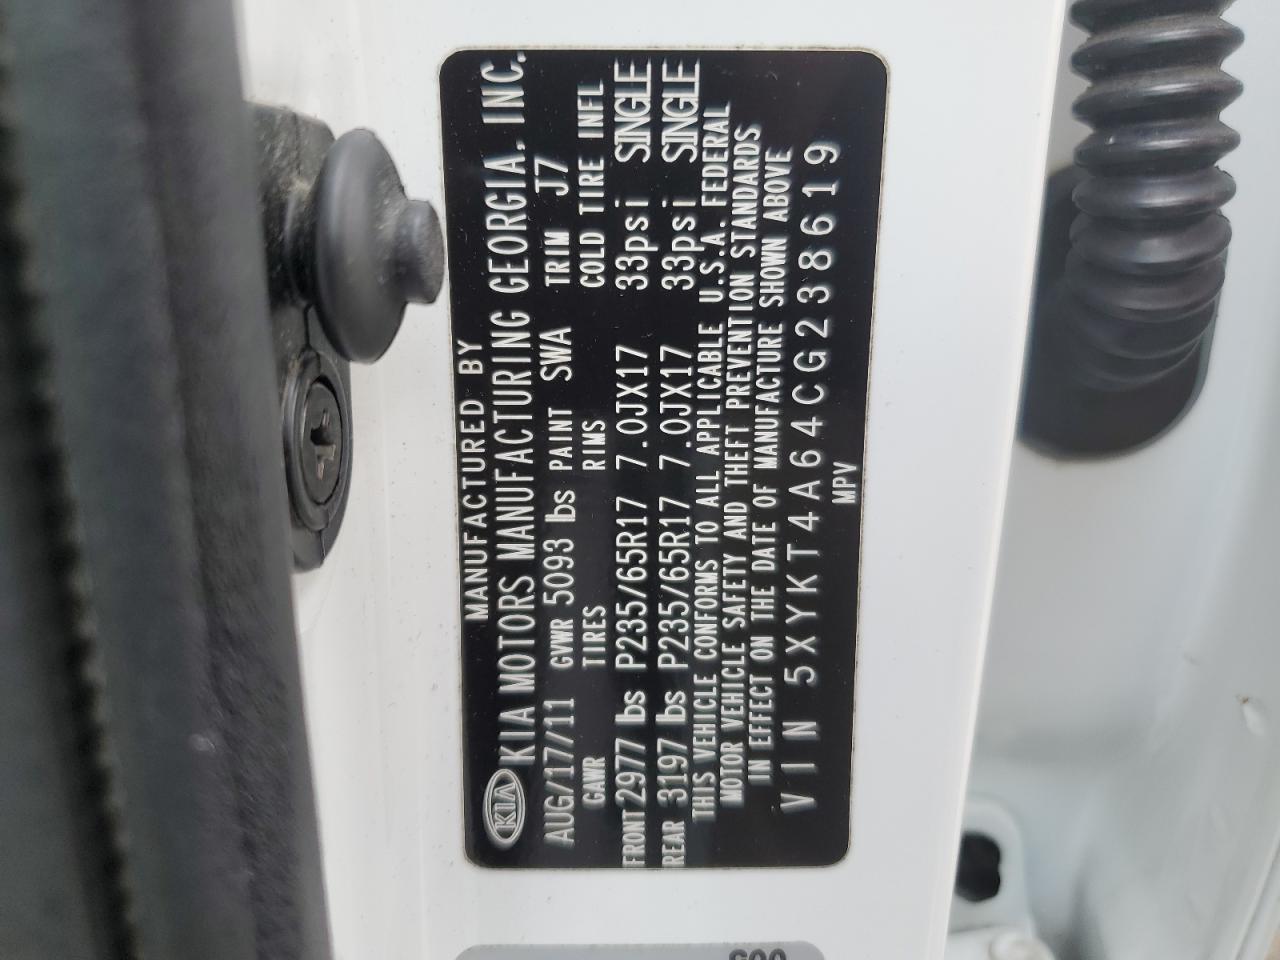 MANUFACTURED BY
KIA KIA MOTORS MANUFACTURING GEORGIA, INC.
AUG/17/11 GVWR 5093 lbs PAINT SWA TRIM J7
GAWR TIRES RIMS COLD TIRE INFL
FRONT 2977 lbs P235/65R17 7.0JX17 33psi SINGLE
REAR 3197 lbs P235/65R17 7.0JX17 33psi SINGLE
THIS VEHICLE CONFORMS TO ALL APPLICABLE U.S.A. FEDERAL
MOTOR VEHICLE SAFETY AND THEFT PREVENTION STANDARDS
IN EFFECT ON THE DATE OF MANUFACTURE SHOWN ABOVE
VIN 5XYKT4A64CG238619
MPV